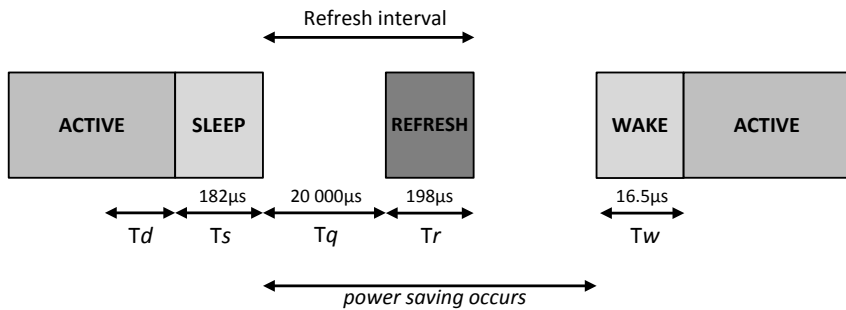 Refresh interval
ACTIVE SLEEP REFRESH WAKE ACTIVE
182µs 20 000µs 198µs 16.5µs
Td Ts Tq Tr Tw
power saving occurs